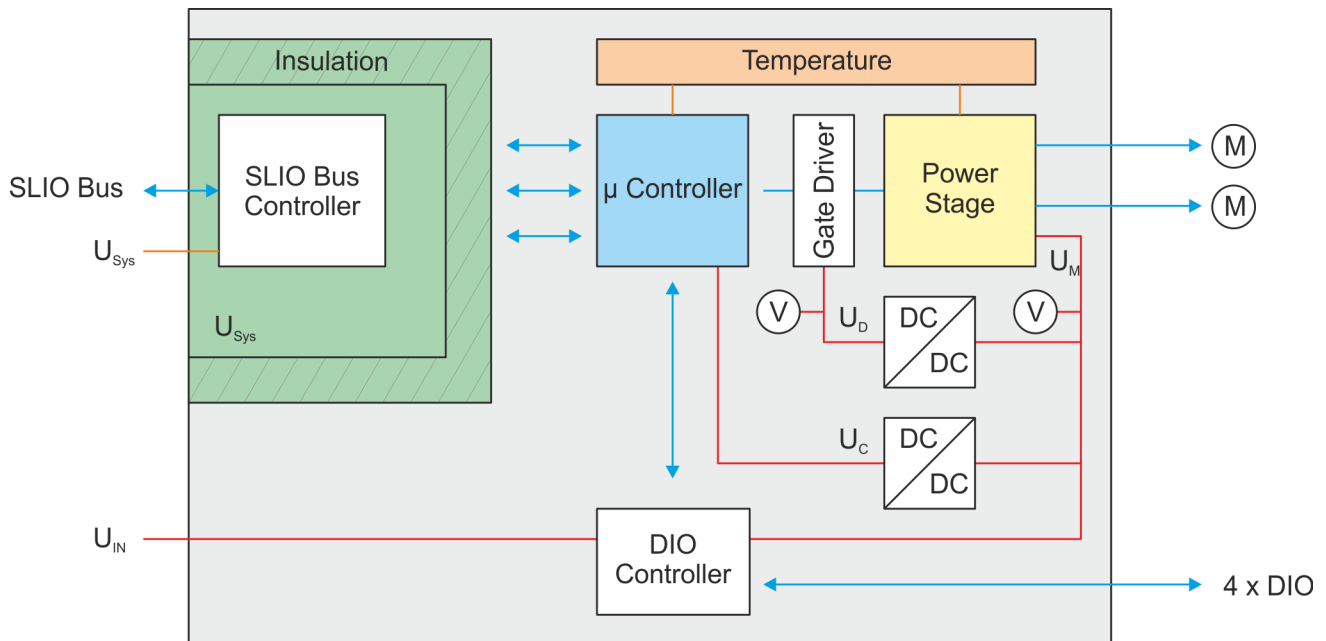 Insulation
Temperature
SLIO Bus
SLIO Bus
Controller
µ Controller
Gate Driver
Power
Stage
M
M
USys
USys
UM
V
UD
DC
DC
V
UC
DC
DC
UIN
DIO
Controller
4 x DIO